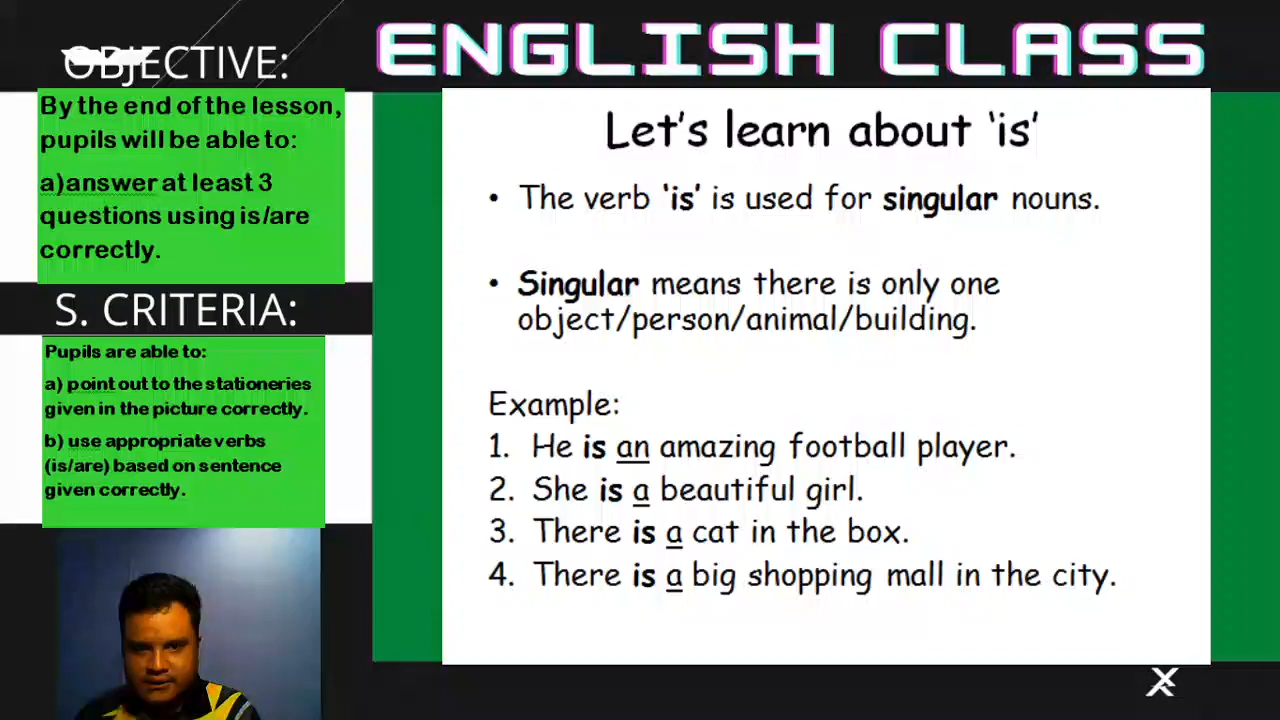 OBJECTIVE:
By the end of the lesson,
pupils will be able to:
a)answer at least 3
questions using is/are
correctly.
S. CRITERIA:
Pupils are able to:
a) point out to the stationeries
given in the picture correctly.
b) use appropriate verbs
(is/are) based on sentence
given correctly.
ENGLISH CLASS
Let's learn about ‘is’
• The verb ‘is’ is used for singular nouns.
• Singular means there is only one
object/person/animal/building.
Example:
1. He is an amazing football player.
2. She is a beautiful girl.
3. There is a cat in the box.
4. There is a big shopping mall in the city.